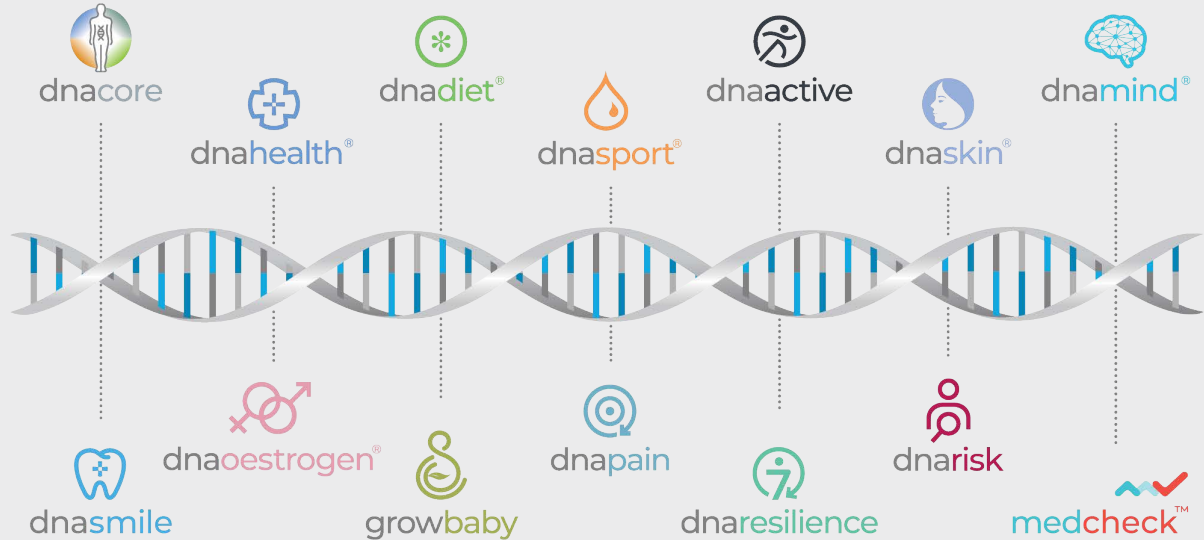 dnacore
dnadiet®
dnaactive
dnamind®
dnahealth®
dnasport®
dnaskin®
dnaoestrogen®
dnapain
dnarisk
dnasmile
growbaby
dnaresilience
medcheck™